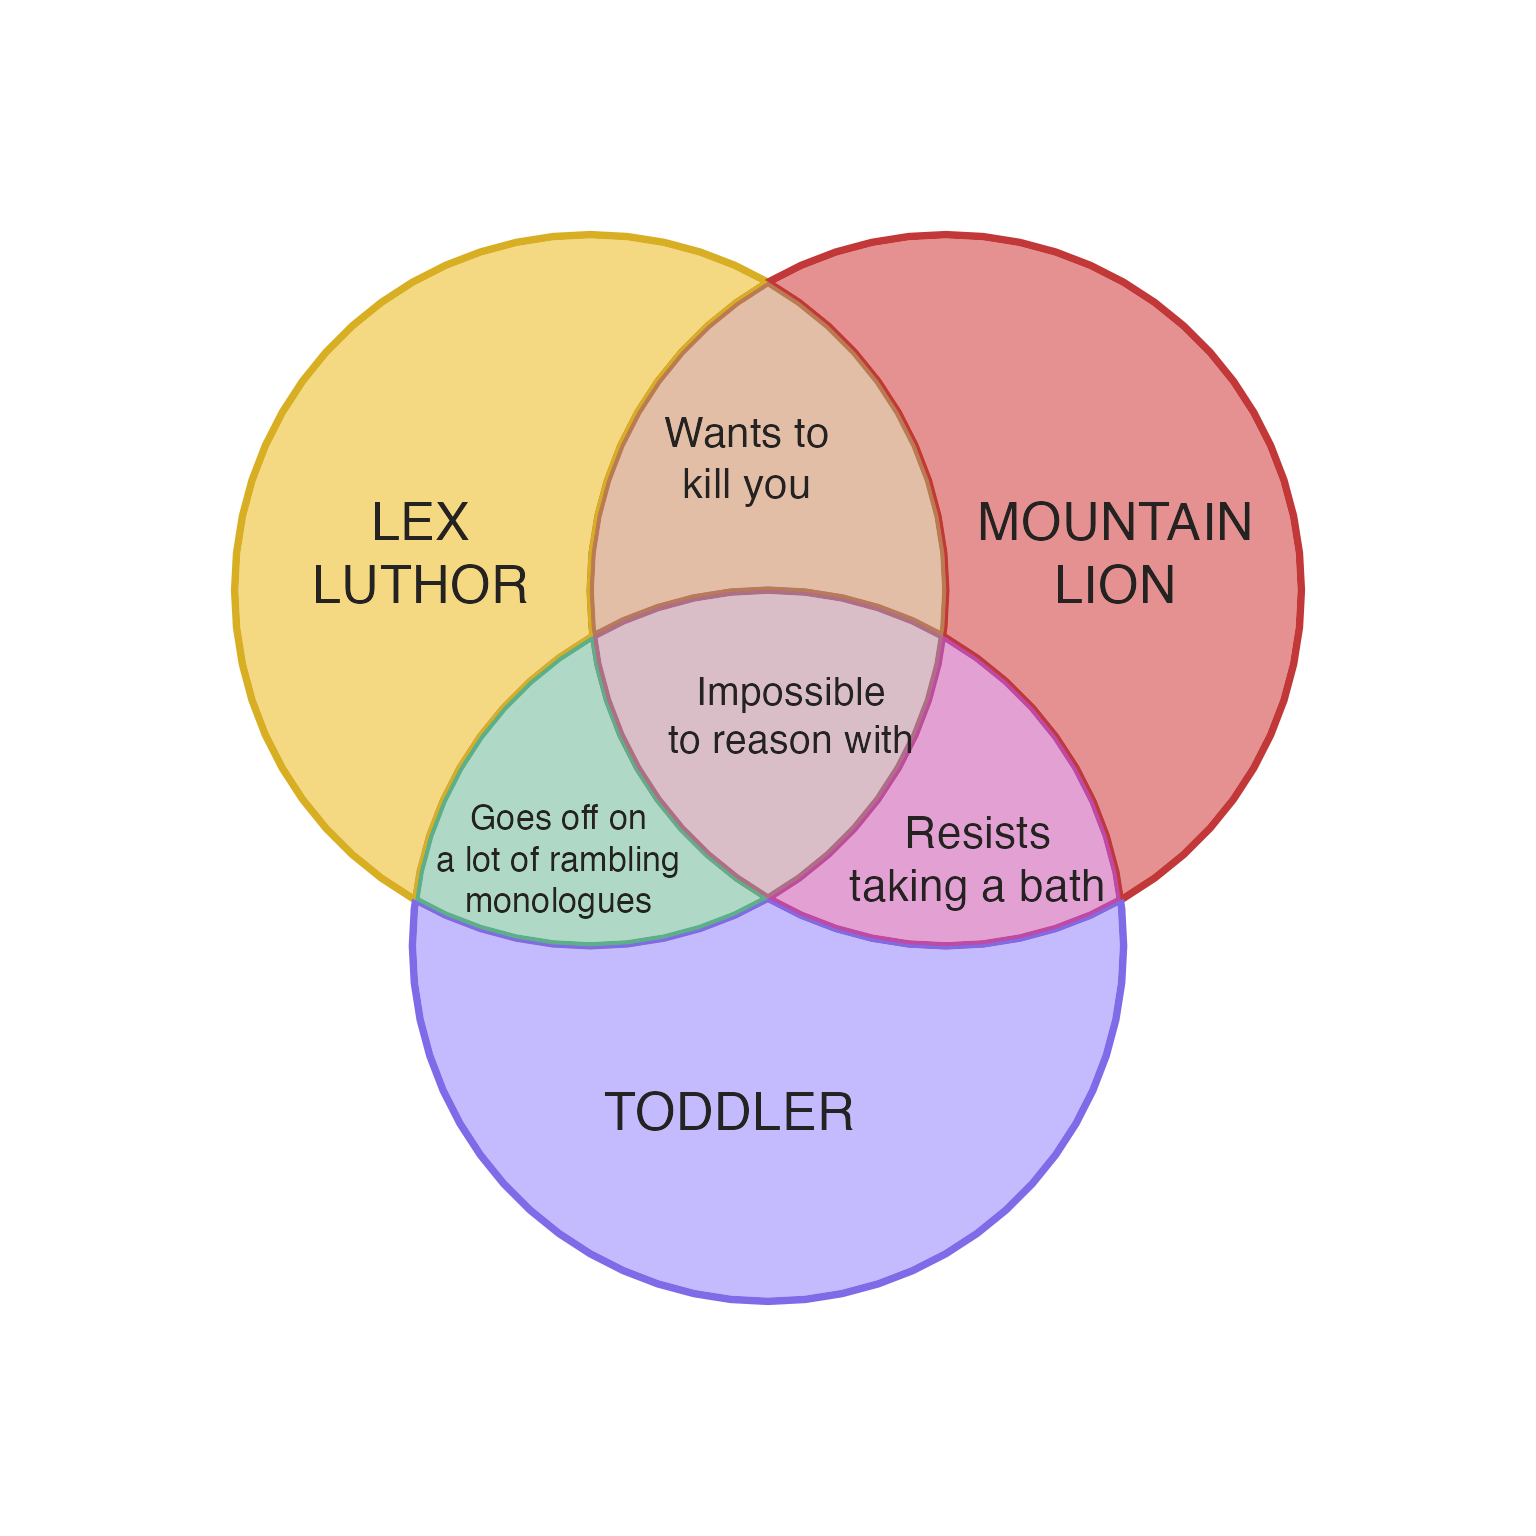 Wants to
kill you
LEX
LUTHOR
MOUNTAIN
LION
Impossible
to reason with
Goes off on
a lot of rambling
monologues
Resists
taking a bath
TODDLER